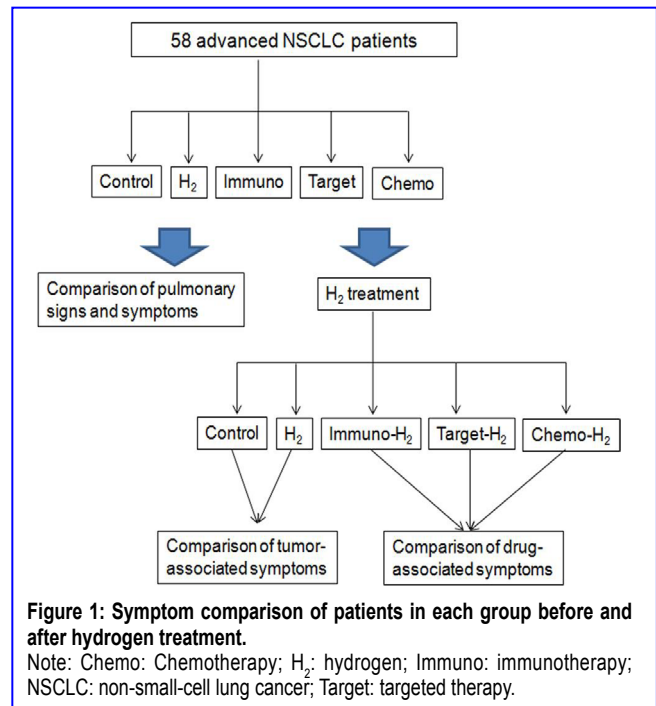 58 advanced NSCLC patients
Control H₂ Immuno Target Chemo
Comparison of pulmonary
signs and symptoms
H₂ treatment
Control H₂ Immuno-H₂ Target-H₂ Chemo-H₂
Comparison of tumor-
associated symptoms
Comparison of drug-
associated symptoms
Figure 1: Symptom comparison of patients in each group before and
after hydrogen treatment.
Note: Chemo: Chemotherapy; H₂: hydrogen; Immuno: immunotherapy;
NSCLC: non-small-cell lung cancer; Target: targeted therapy.